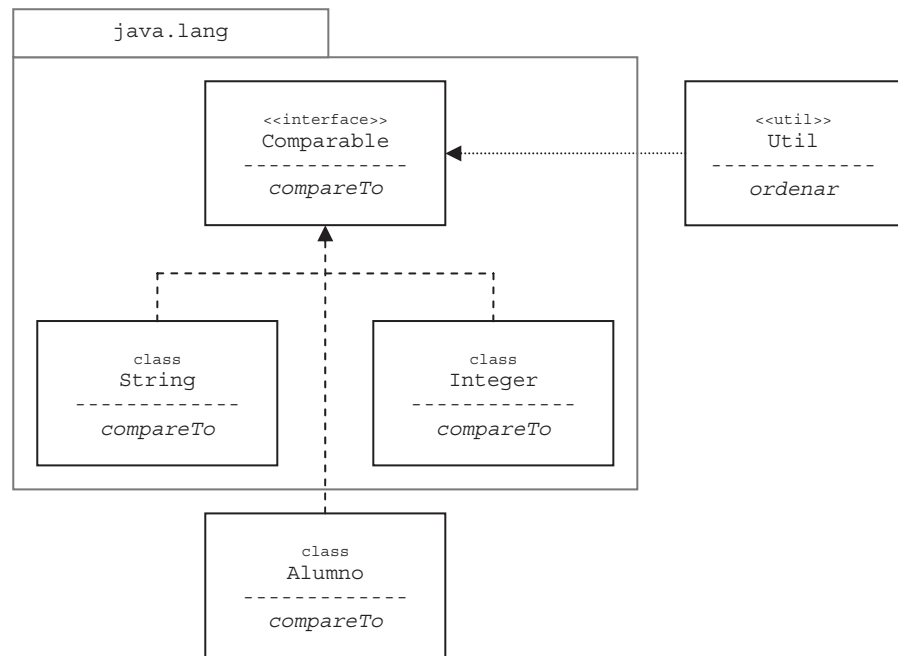 java.lang
<<interface>>
Comparable
-------------
compareTo
<<util>>
Util
-------------
ordenar
class
String
-------------
compareTo
class
Integer
-------------
compareTo
class
Alumno
-------------
compareTo